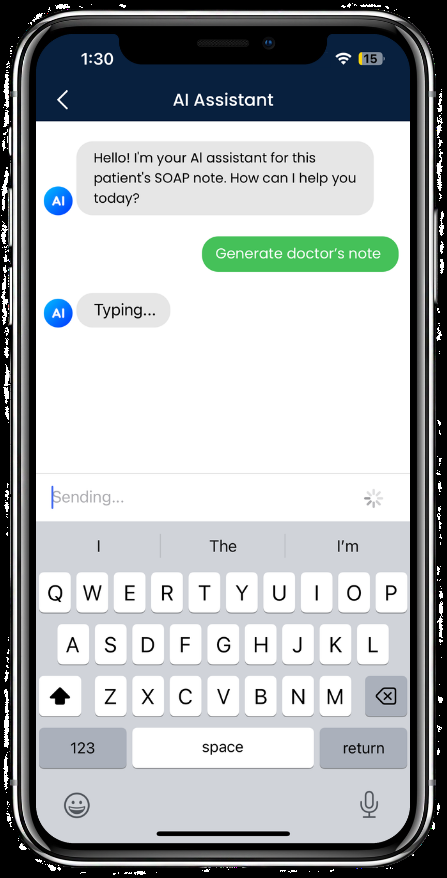 1:30
15
AI Assistant
Hello! I'm your AI assistant for this
patient's SOAP note. How can I help you
today?
AI
Generate doctor's note
AI
Typing...
Sending...
I The I'm
Q W E R T Y U I O P
A S D F G H J K L
Z X C V B N M
123 space return